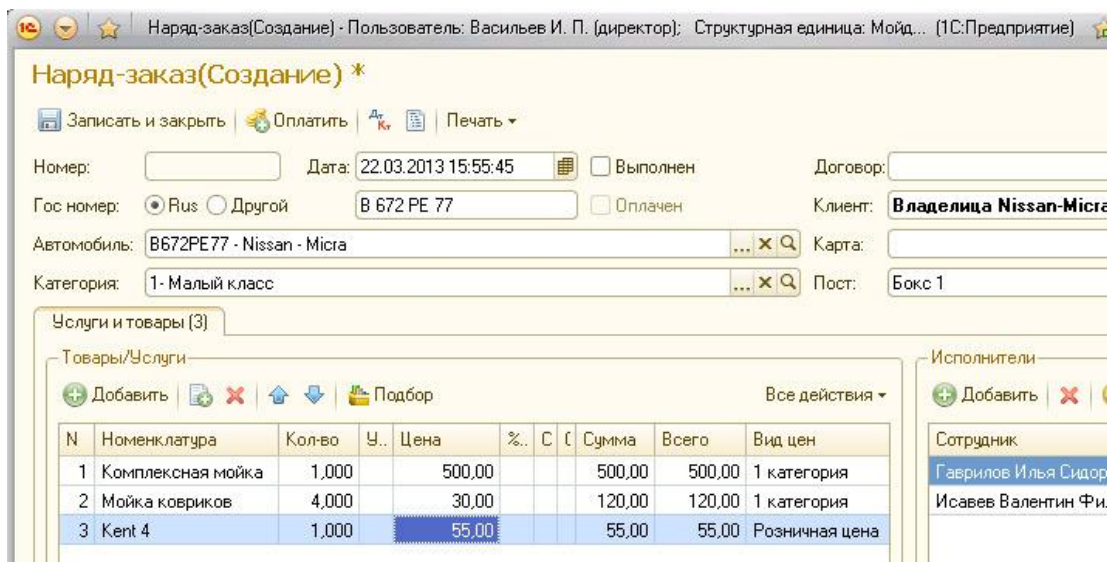 Наряд-заказ(Создание) - Пользователь: Васильев И. П. (директор); Структурная единица: Мойд... (1С:Предприятие)
Наряд-заказ(Создание) *
Записать и закрыть Оплатить Дт Кт Печать
Номер: Дата: 22.03.2013 15:55:45 Выполнен Договор:
Гос номер: Rus Другой В 672 РЕ 77 Оплачен Клиент: Владелица Nissan-Micra
Автомобиль: В672РЕ77 - Nissan - Micra ... Карта:
Категория: 1- Малый класс ... Пост: Бокс 1
Услуги и товары (3)
Товары/Услуги Исполнители
Добавить Подбор Все действия Добавить
N Номенклатура Кол-во У.. Цена %.. С Сумма Всего Вид цен Сотрудник
1 Комплексная мойка 1,000 500,00 500,00 500,00 1 категория Гаврилов Илья Сидор
2 Мойка ковриков 4,000 30,00 120,00 120,00 1 категория Исавев Валентин Фил
3 Kent 4 1,000 55,00 55,00 55,00 Розничная цена